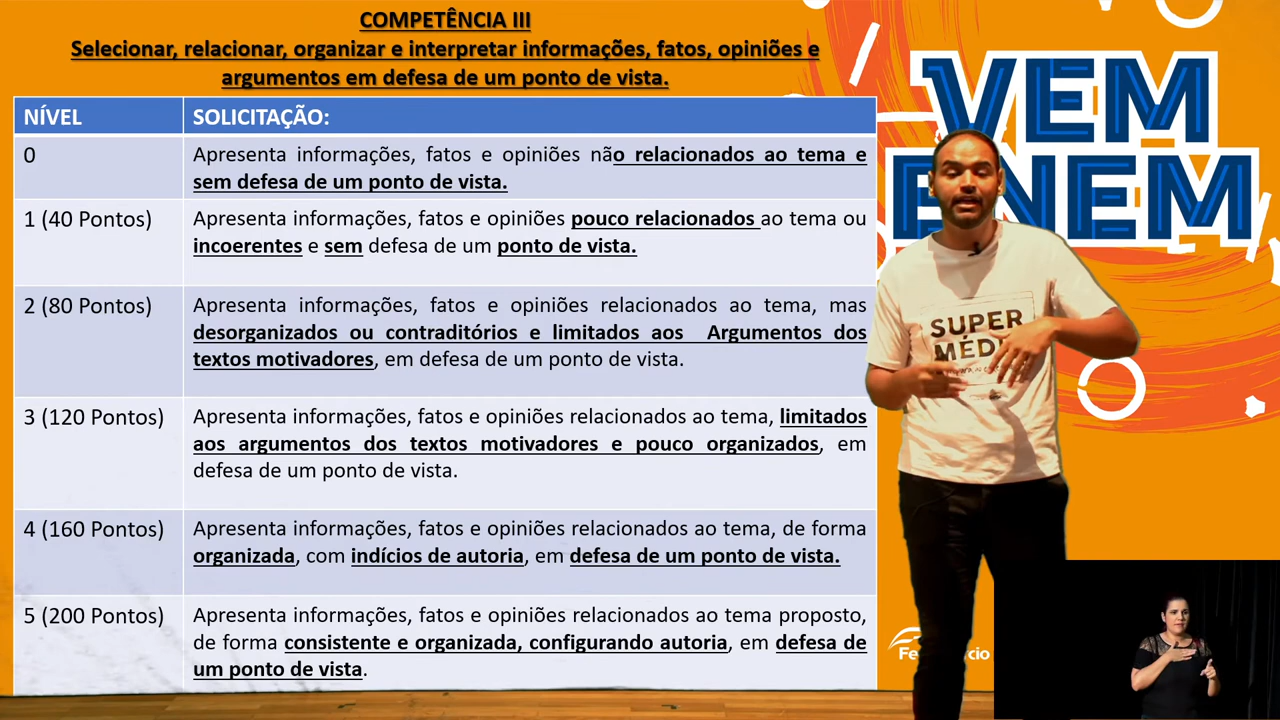 COMPETÊNCIA III
Selecionar, relacionar, organizar e interpretar informações, fatos, opiniões e
argumentos em defesa de um ponto de vista.
NÍVEL
SOLICITAÇÃO:
0
Apresenta informações, fatos e opiniões não relacionados ao tema e
sem defesa de um ponto de vista.
1 (40 Pontos)
Apresenta informações, fatos e opiniões pouco relacionados ao tema ou
incoerentes e sem defesa de um ponto de vista.
2 (80 Pontos)
Apresenta informações, fatos e opiniões relacionados ao tema, mas
desorganizados ou contraditórios e limitados aos Argumentos dos
textos motivadores, em defesa de um ponto de vista.
3 (120 Pontos)
Apresenta informações, fatos e opiniões relacionados ao tema, limitados
aos argumentos dos textos motivadores e pouco organizados, em
defesa de um ponto de vista.
4 (160 Pontos)
Apresenta informações, fatos e opiniões relacionados ao tema, de forma
organizada, com indícios de autoria, em defesa de um ponto de vista.
5 (200 Pontos)
Apresenta informações, fatos e opiniões relacionados ao tema proposto,
de forma consistente e organizada, configurando autoria, em defesa de
um ponto de vista.
VEM
ENEM
SUPER